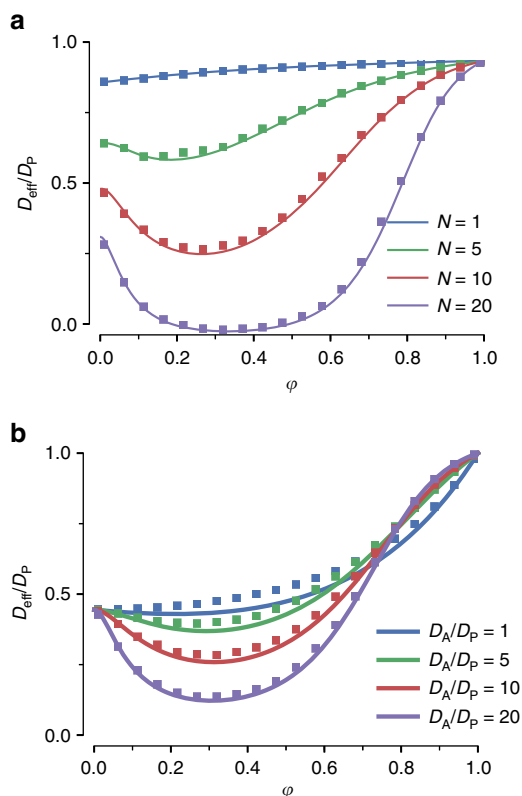 a
1.0
0.5
0.0
D_eff/D_P
N = 1
N = 5
N = 10
N = 20
0.0 0.2 0.4 0.6 0.8 1.0
φ
b
1.0
0.5
0.0
D_eff/D_P
D_A/D_P = 1
D_A/D_P = 5
D_A/D_P = 10
D_A/D_P = 20
0.0 0.2 0.4 0.6 0.8 1.0
φ